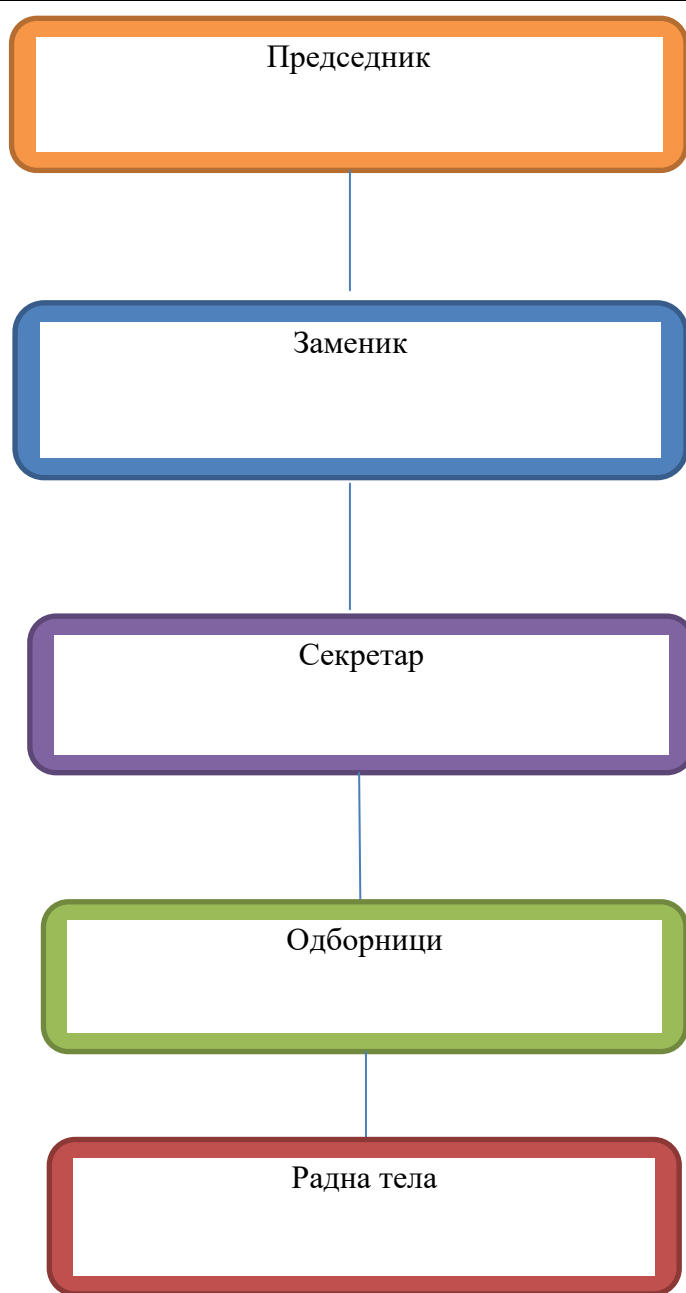 Председник
Заменик
Секретар
Одборници
Радна тела